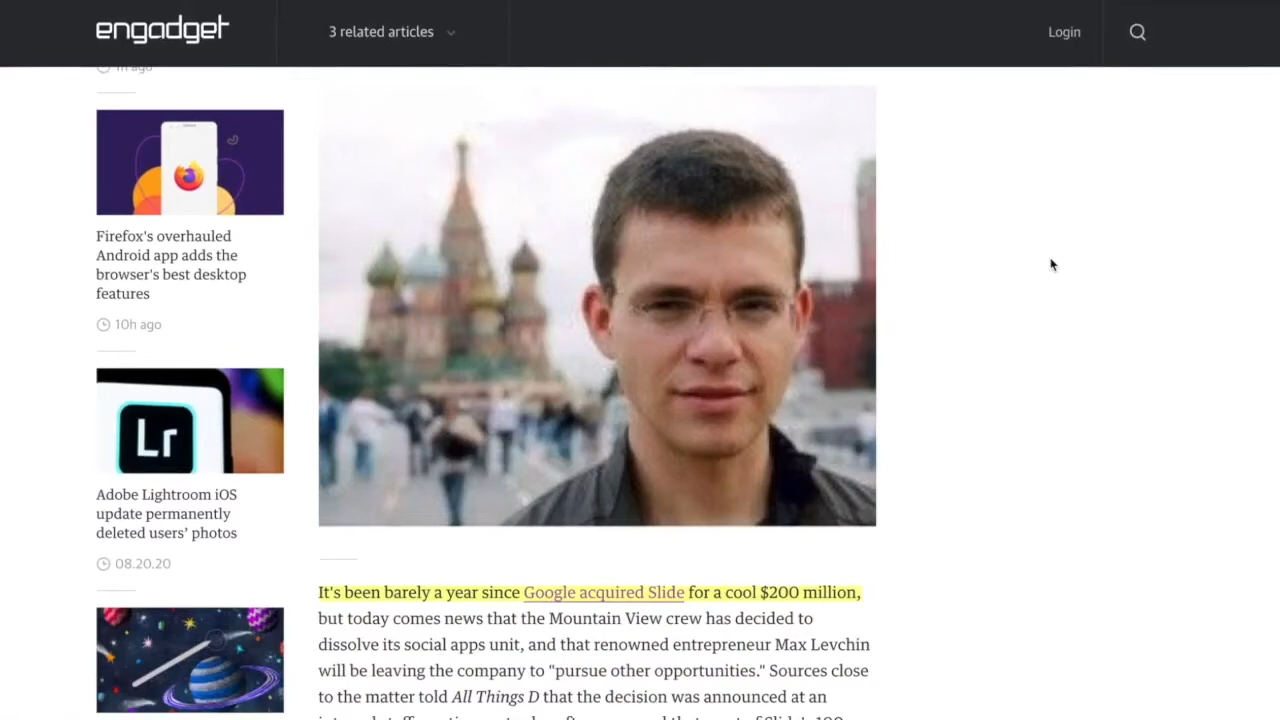 engadget
3 related articles
Login
1h ago
Firefox's overhauled
Android app adds the
browser's best desktop
features
10h ago
Lr
Adobe Lightroom iOS
update permanently
deleted users’ photos
08.20.20
It's been barely a year since Google acquired Slide for a cool $200 million,
but today comes news that the Mountain View crew has decided to
dissolve its social apps unit, and that renowned entrepreneur Max Levchin
will be leaving the company to "pursue other opportunities." Sources close
to the matter told All Things D that the decision was announced at an